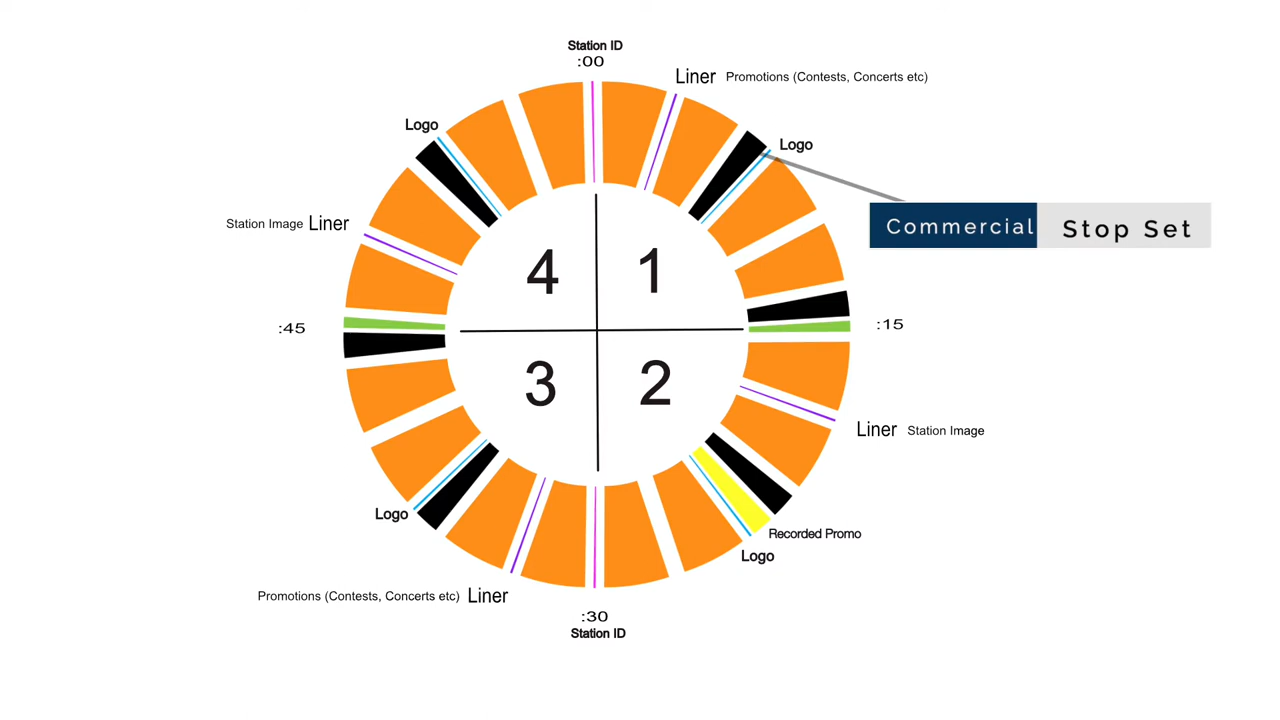 Station ID
:00
Liner Promotions (Contests, Concerts etc)
Logo
Logo
Commercial Stop Set
Station Image Liner
4
1
:45
:15
3
2
Liner Station Image
Logo
Recorded Promo
Logo
Promotions (Contests, Concerts etc) Liner
:30
Station ID